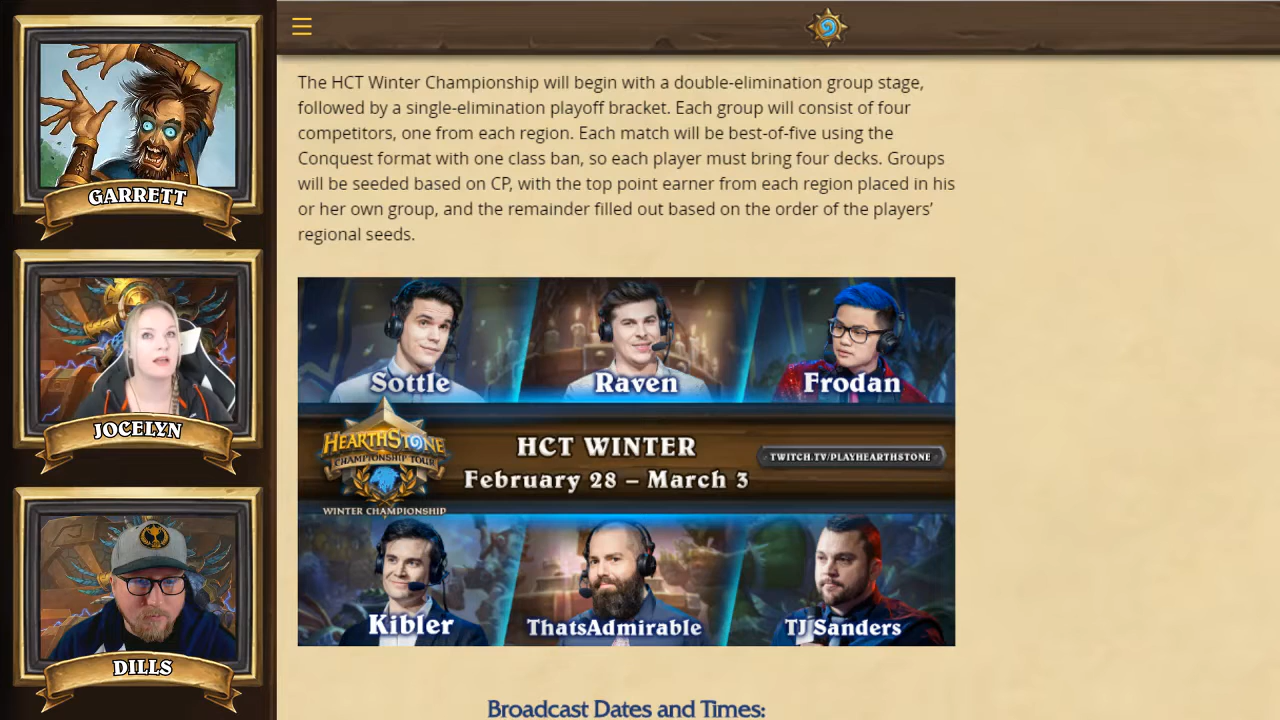 GARRETT
JOCELYN
DILLS
The HCT Winter Championship will begin with a double-elimination group stage,
followed by a single-elimination playoff bracket. Each group will consist of four
competitors, one from each region. Each match will be best-of-five using the
Conquest format with one class ban, so each player must bring four decks. Groups
will be seeded based on CP, with the top point earner from each region placed in his
or her own group, and the remainder filled out based on the order of the players’
regional seeds.
Sottle
Raven
Frodan
HEARTHSTONE
CHAMPIONSHIP TOUR
WINTER CHAMPIONSHIP
HCT WINTER
February 28 – March 3
TWITCH.TV/PLAYHEARTHSTONE
Kibler
ThatsAdmirable
TJ Sanders
Broadcast Dates and Times: